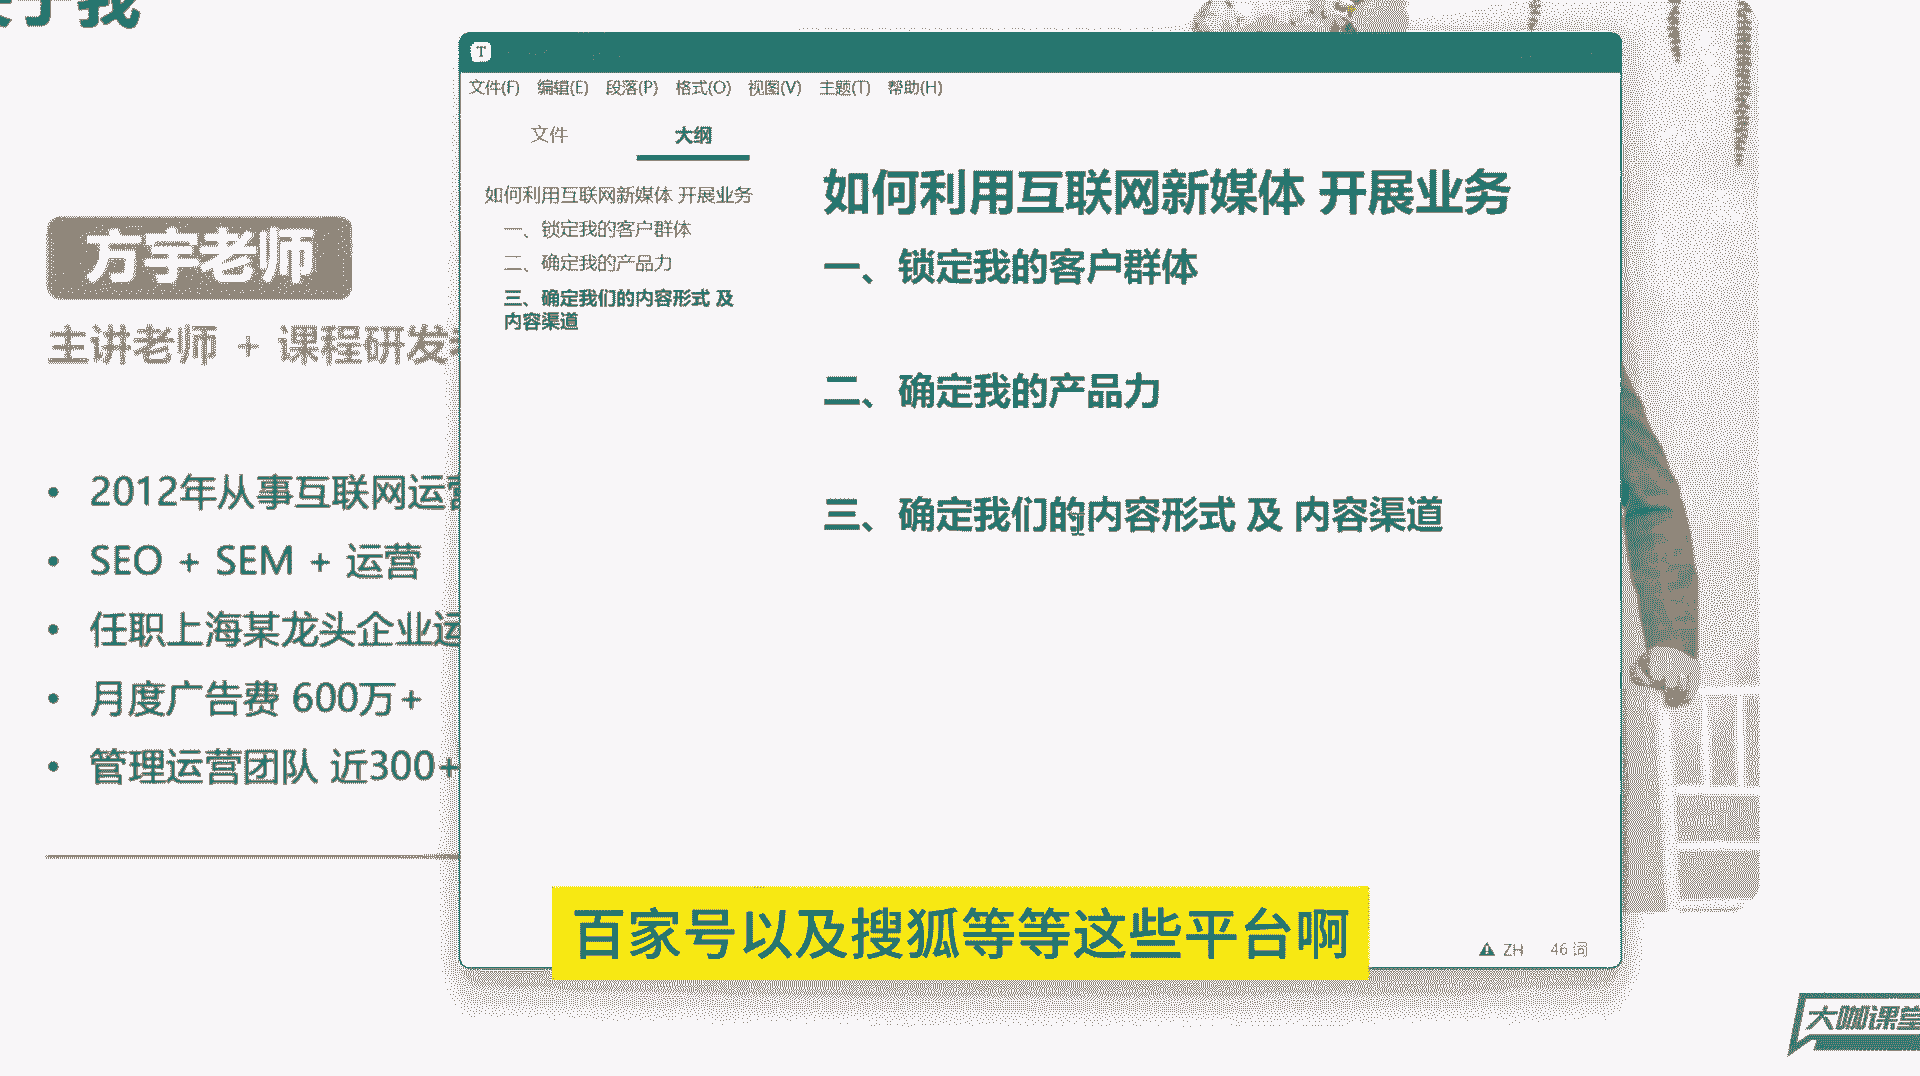 关于我
方宇老师
主讲老师 + 课程研发
2012年从事互联网运营
SEO + SEM + 运营
任职上海某龙头企业运
月度广告费 600万+
管理运营团队 近300+
T
文件(F) 编辑(E) 段落(P) 格式(O) 视图(V) 主题(T) 帮助(H)
文件 大纲
如何利用互联网新媒体 开展业务
一、锁定我的客户群体
二、确定我的产品力
三、确定我们的内容形式 及
内容渠道
如何利用互联网新媒体 开展业务
一、锁定我的客户群体
二、确定我的产品力
三、确定我们的内容形式 及 内容渠道
ZH 46 词
百家号以及搜狐等等这些平台啊
大咖课堂